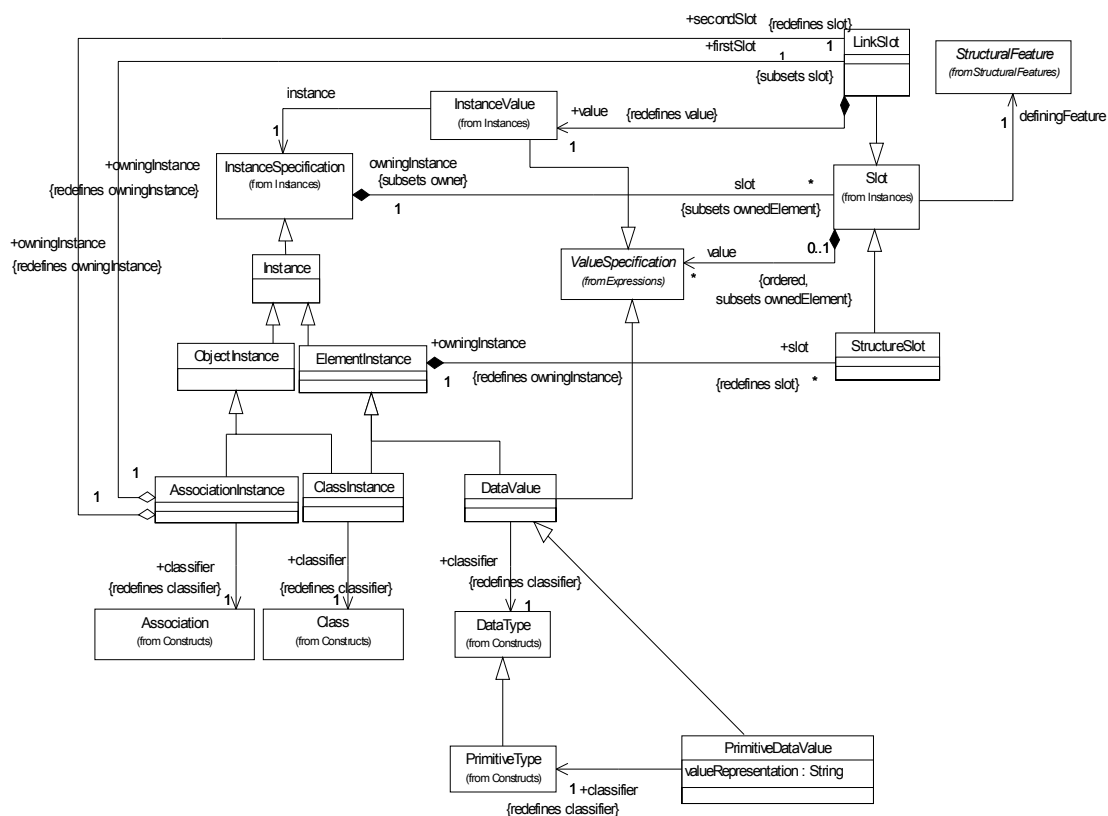 +secondSlot
{redefines slot}
+firstSlot
1
1
LinkSlot
{subsets slot}
StructuralFeature
(from StructuralFeatures)
instance
InstanceValue
(from Instances)
+value
{redefines value}
1
definingFeature
1
1
+owningInstance
{redefines owningInstance}
InstanceSpecification
(from Instances)
owningInstance
{subsets owner}
1
slot
*
{subsets ownedElement}
Slot
(from Instances)
+owningInstance
{redefines owningInstance}
Instance
ValueSpecification
(from Expressions)
value
*
0..1
{ordered,
subsets ownedElement}
ObjectInstance
ElementInstance
+owningInstance
1
{redefines owningInstance}
+slot
{redefines slot}
*
StructureSlot
1
1
AssociationInstance
ClassInstance
DataValue
+classifier
{redefines classifier}
1
+classifier
{redefines classifier}
1
+classifier
{redefines classifier}
1
Association
(from Constructs)
Class
(from Constructs)
DataType
(from Constructs)
PrimitiveType
(from Constructs)
PrimitiveDataValue
valueRepresentation : String
1
+classifier
{redefines classifier}